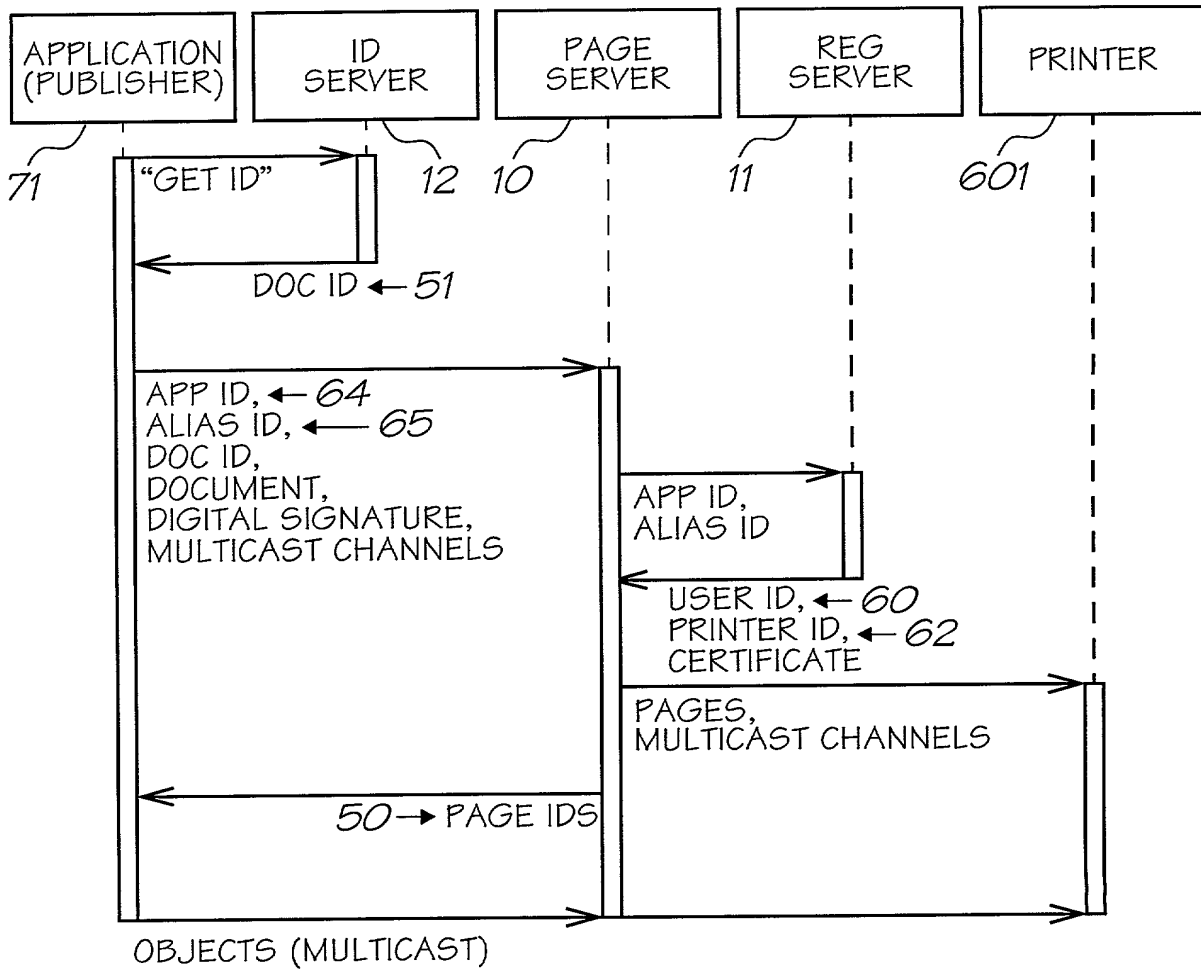 APPLICATION
(PUBLISHER)
ID
SERVER
PAGE
SERVER
REG
SERVER
PRINTER
71
12
10
11
601
"GET ID"
DOC ID ← 51
APP ID, ← 64
ALIAS ID, ← 65
DOC ID,
DOCUMENT,
DIGITAL SIGNATURE,
MULTICAST CHANNELS
APP ID,
ALIAS ID
USER ID, ← 60
PRINTER ID, ← 62
CERTIFICATE
PAGES,
MULTICAST CHANNELS
50 → PAGE IDS
OBJECTS (MULTICAST)